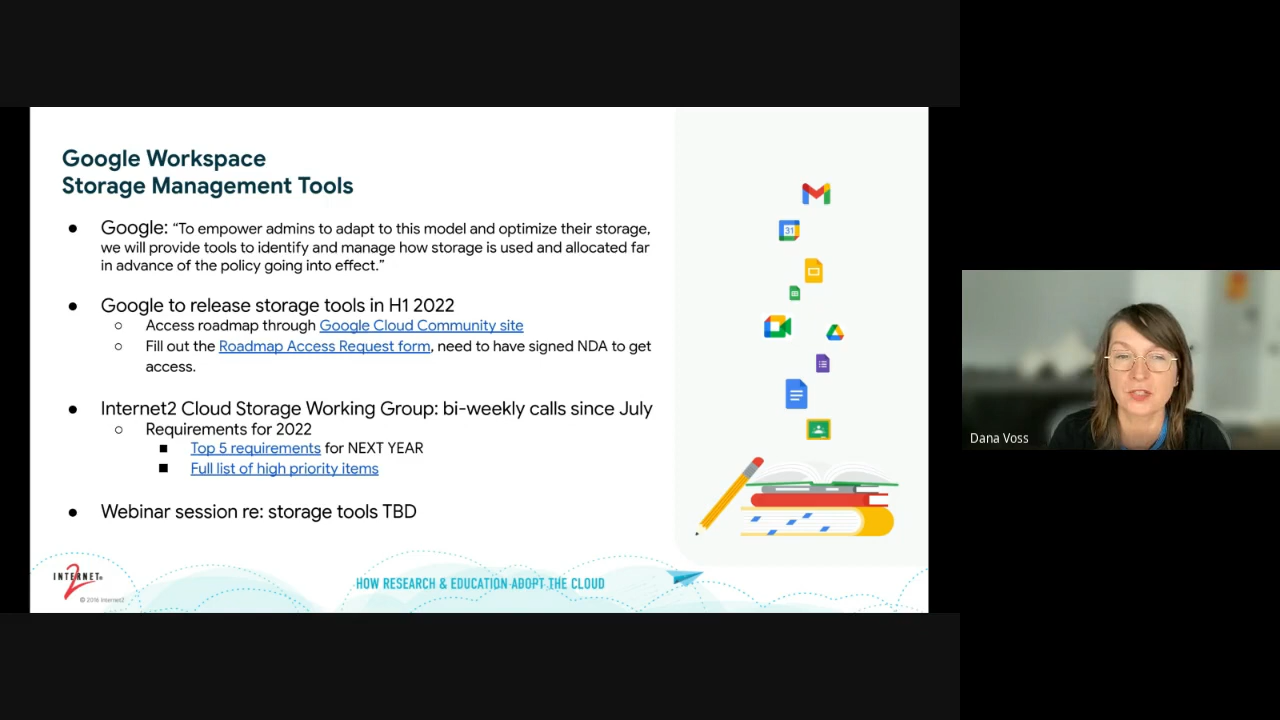 Google Workspace
Storage Management Tools
● Google: “To empower admins to adapt to this model and optimize their storage,
we will provide tools to identify and manage how storage is used and allocated far
in advance of the policy going into effect.”
● Google to release storage tools in H1 2022
○ Access roadmap through Google Cloud Community site
○ Fill out the Roadmap Access Request form, need to have signed NDA to get
access.
● Internet2 Cloud Storage Working Group: bi-weekly calls since July
○ Requirements for 2022
■ Top 5 requirements for NEXT YEAR
■ Full list of high priority items
● Webinar session re: storage tools TBD
31
INTERNET®
2
© 2016 Internet2
HOW RESEARCH & EDUCATION ADOPT THE CLOUD
Dana Voss